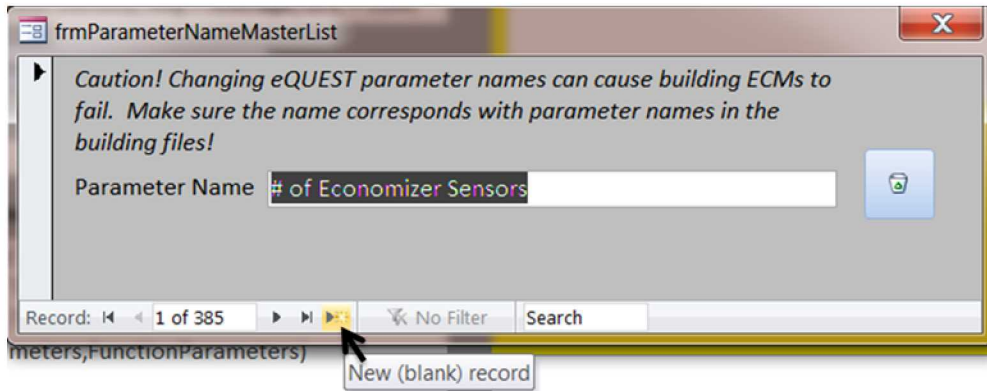 frmParameterNameMasterList
X
Caution! Changing eQUEST parameter names can cause building ECMs to
fail. Make sure the name corresponds with parameter names in the
building files!
Parameter Name # of Economizer Sensors
Record: 1 of 385 No Filter Search
meters,FunctionParameters)
New (blank) record